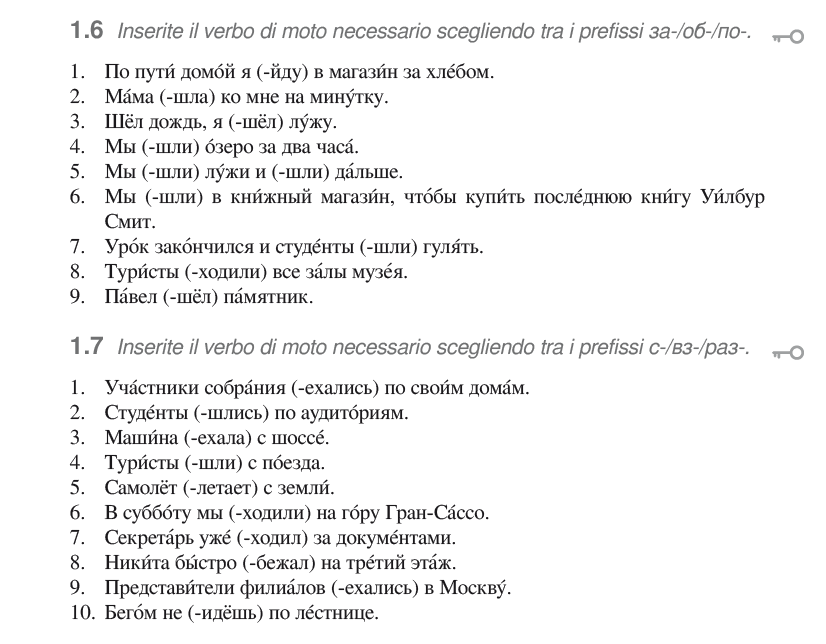 1.6 Inserite il verbo di moto necessario scegliendo tra i prefissi за-/об-/по-.
1. По пути́ домо́й я (-йду) в магази́н за хле́бом.
2. Ма́ма (-шла) ко мне на мину́тку.
3. Шёл дождь, я (-шёл) лу́жу.
4. Мы (-шли) о́зеро за два часа́.
5. Мы (-шли) лу́жи и (-шли) да́льше.
6. Мы (-шли) в кни́жный магази́н, что́бы купи́ть после́днюю кни́гу Уи́лбур
Смит.
7. Уро́к зако́нчился и студе́нты (-шли) гуля́ть.
8. Тури́сты (-ходили) все за́лы музе́я.
9. Па́вел (-шёл) па́мятник.
1.7 Inserite il verbo di moto necessario scegliendo tra i prefissi с-/вз-/раз-.
1. Уча́стники собра́ния (-ехались) по свои́м дома́м.
2. Студе́нты (-шлись) по аудито́риям.
3. Маши́на (-ехала) с шоссе́.
4. Тури́сты (-шли) с по́езда.
5. Самолёт (-летает) с земли́.
6. В суббо́ту мы (-ходили) на го́ру Гран-Са́ссо.
7. Секрета́рь уже́ (-ходил) за докуме́нтами.
8. Ники́та бы́стро (-бежал) на тре́тий эта́ж.
9. Представи́тели филиа́лов (-ехались) в Москву́.
10. Бего́м не (-идёшь) по ле́стнице.